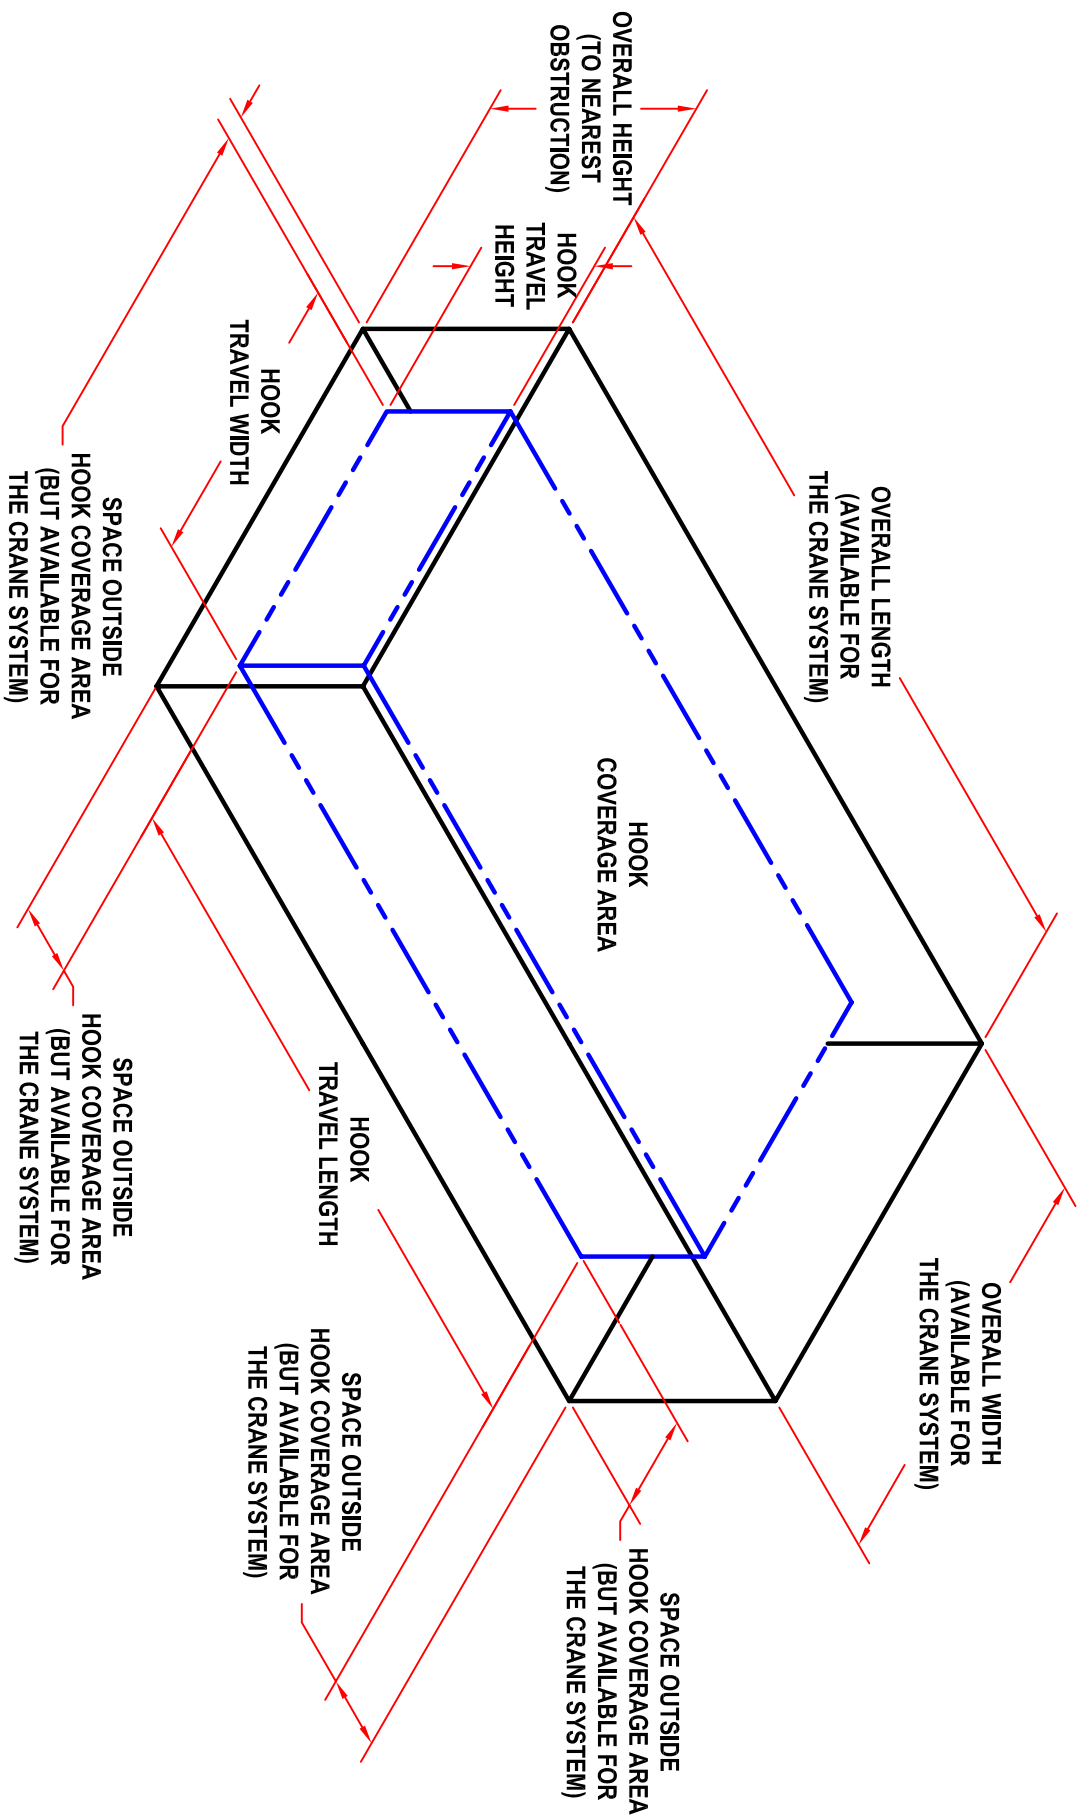 OVERALL HEIGHT
(TO NEAREST
OBSTRUCTION)
HOOK
TRAVEL
HEIGHT
OVERALL LENGTH
(AVAILABLE FOR
THE CRANE SYSTEM)
OVERALL WIDTH
(AVAILABLE FOR
THE CRANE SYSTEM)
HOOK
COVERAGE AREA
HOOK
TRAVEL WIDTH
SPACE OUTSIDE
HOOK COVERAGE AREA
(BUT AVAILABLE FOR
THE CRANE SYSTEM)
SPACE OUTSIDE
HOOK COVERAGE AREA
(BUT AVAILABLE FOR
THE CRANE SYSTEM)
HOOK
TRAVEL LENGTH
SPACE OUTSIDE
HOOK COVERAGE AREA
(BUT AVAILABLE FOR
THE CRANE SYSTEM)
SPACE OUTSIDE
HOOK COVERAGE AREA
(BUT AVAILABLE FOR
THE CRANE SYSTEM)